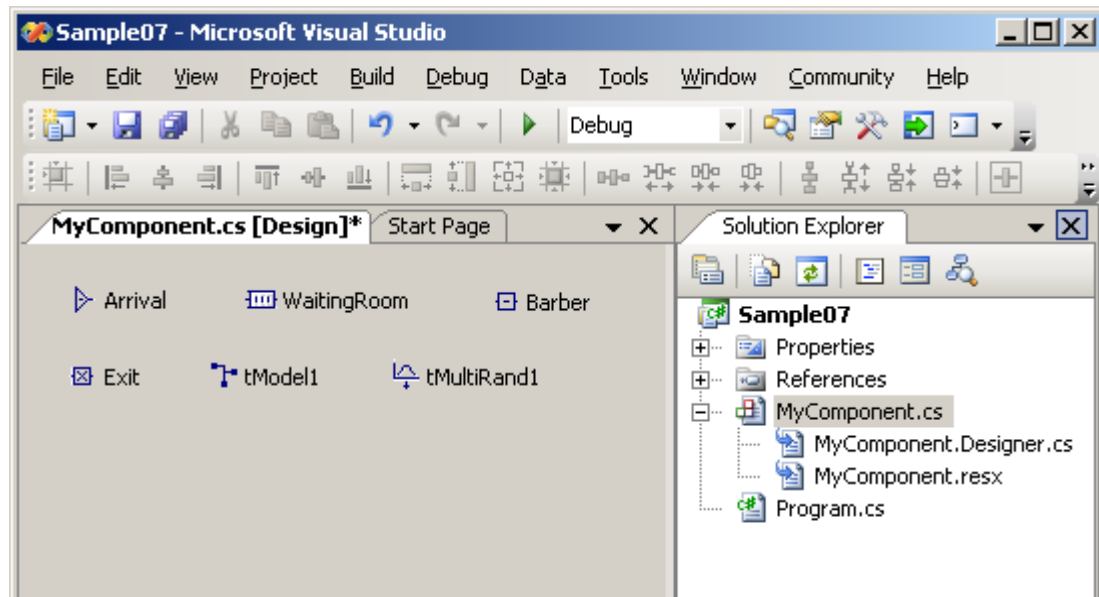 Sample07 - Microsoft Visual Studio
File Edit View Project Build Debug Data Tools Window Community Help
Debug
MyComponent.cs [Design]* Start Page
Solution Explorer
Arrival WaitingRoom Barber
Exit tModel1 tMultiRand1
Sample07
Properties
References
MyComponent.cs
MyComponent.Designer.cs
MyComponent.resx
Program.cs